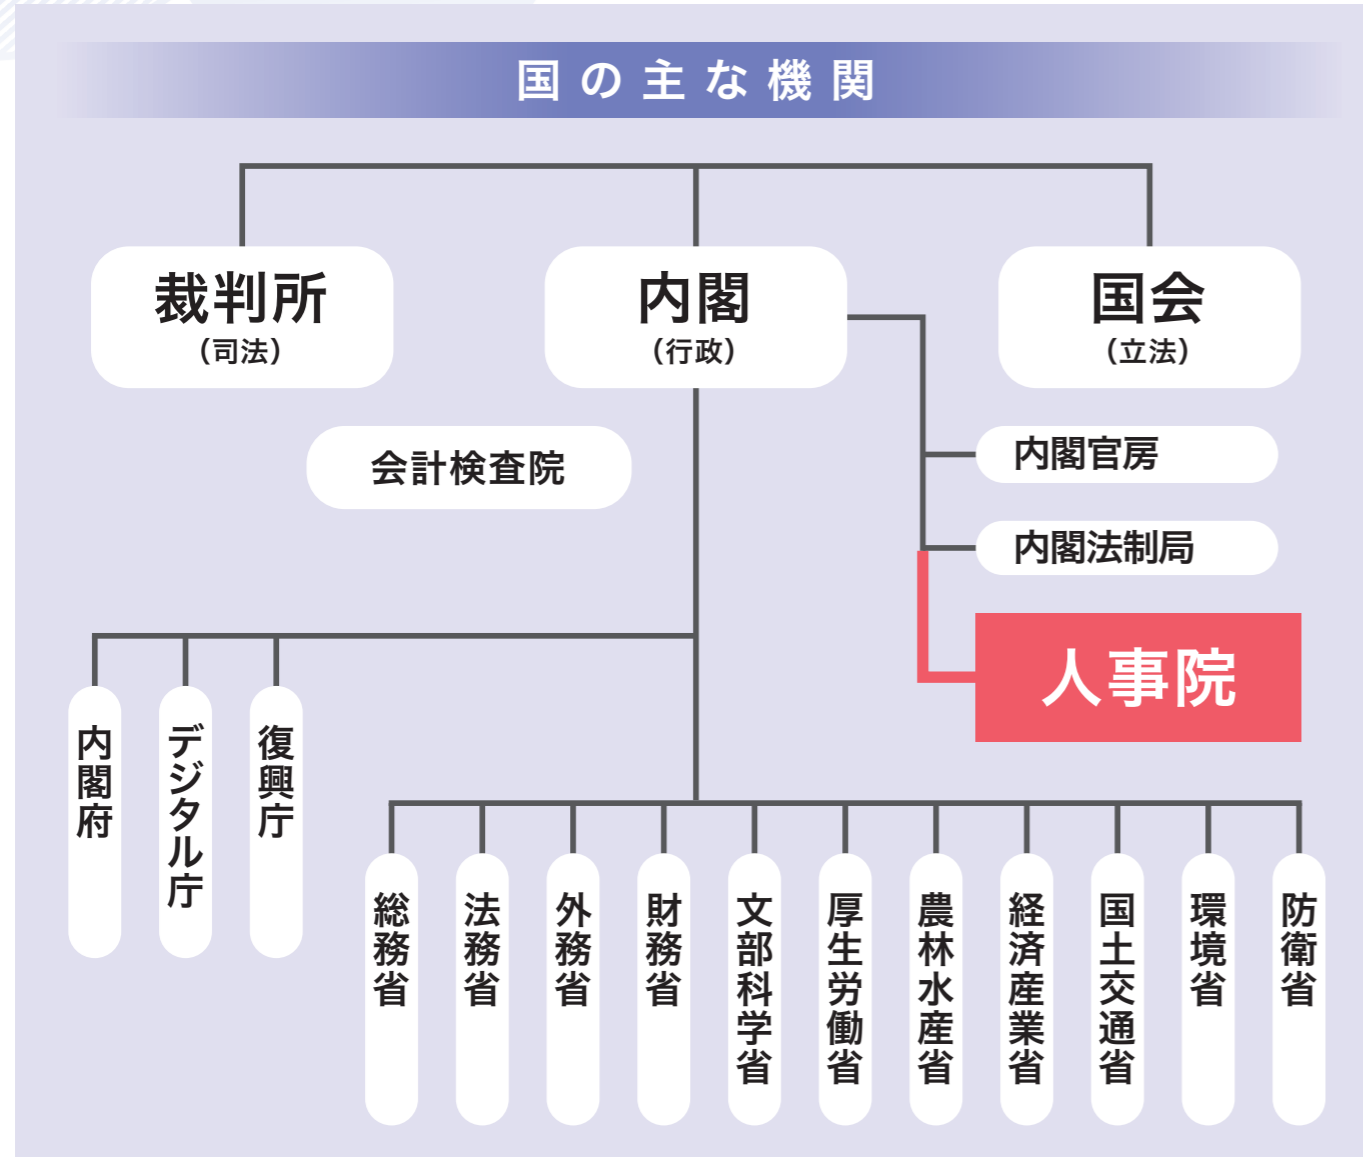 国の主な機関
裁判所
（司法）
内閣
（行政）
国会
（立法）
会計検査院
内閣官房
内閣法制局
人事院
内閣府
デジタル庁
復興庁
総務省
法務省
外務省
財務省
文部科学省
厚生労働省
農林水産省
経済産業省
国土交通省
環境省
防衛省